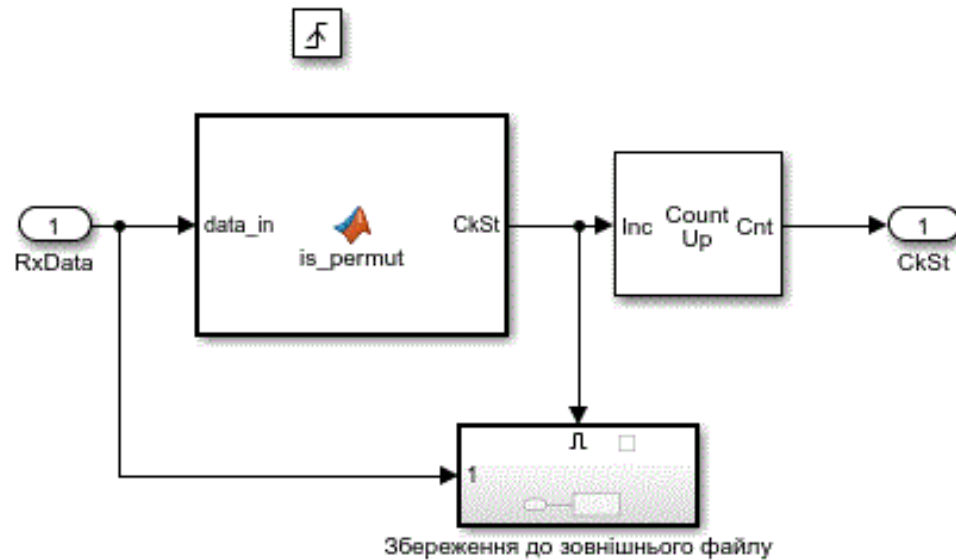 1
RxData
data_in
is_permut
CkSt
Inc
Count
Up
Cnt
1
CkSt
1
Збереження до зовнішнього файлу